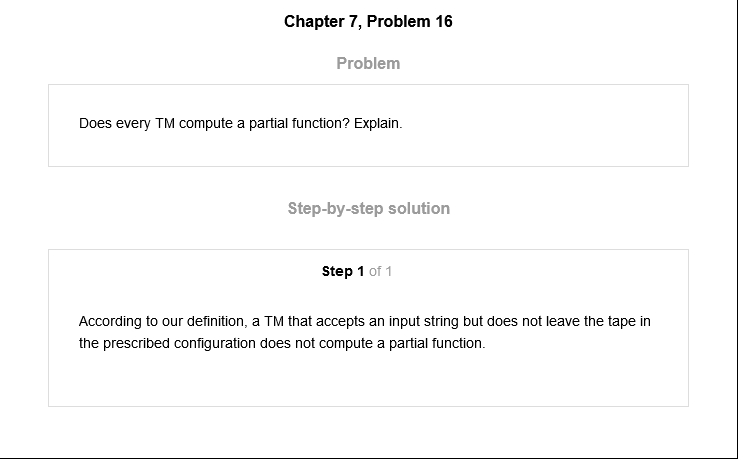 Chapter 7, Problem 16
Problem
Does every TM compute a partial function? Explain.
Step-by-step solution
Step 1 of 1
According to our definition, a TM that accepts an input string but does not leave the tape in
the prescribed configuration does not compute a partial function.